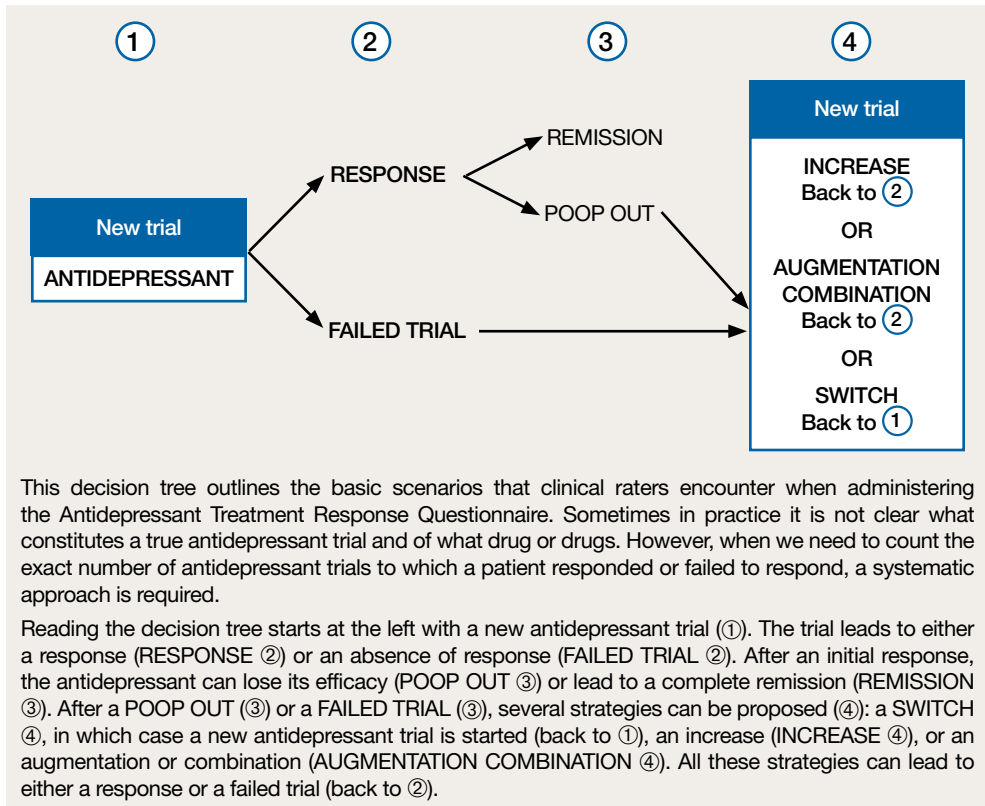 ① ② ③ ④
New trial
ANTIDEPRESSANT
RESPONSE
FAILED TRIAL
REMISSION
POOP OUT
New trial
INCREASE
Back to ②
OR
AUGMENTATION
COMBINATION
Back to ②
OR
SWITCH
Back to ①
This decision tree outlines the basic scenarios that clinical raters encounter when administering
the Antidepressant Treatment Response Questionnaire. Sometimes in practice it is not clear what
constitutes a true antidepressant trial and of what drug or drugs. However, when we need to count the
exact number of antidepressant trials to which a patient responded or failed to respond, a systematic
approach is required.
Reading the decision tree starts at the left with a new antidepressant trial (①). The trial leads to either
a response (RESPONSE ②) or an absence of response (FAILED TRIAL ②). After an initial response,
the antidepressant can lose its efficacy (POOP OUT ③) or lead to a complete remission (REMISSION
③). After a POOP OUT (③) or a FAILED TRIAL (③), several strategies can be proposed (④): a SWITCH
④, in which case a new antidepressant trial is started (back to ①), an increase (INCREASE ④), or an
augmentation or combination (AUGMENTATION COMBINATION ④). All these strategies can lead to
either a response or a failed trial (back to ②).